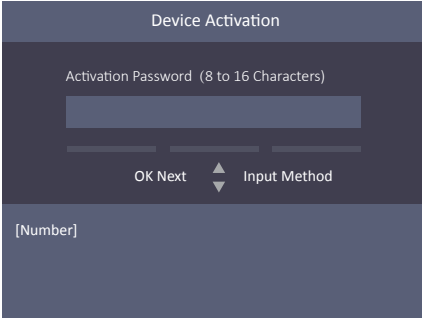 Device Activation
Activation Password (8 to 16 Characters)
OK Next Input Method
[Number]